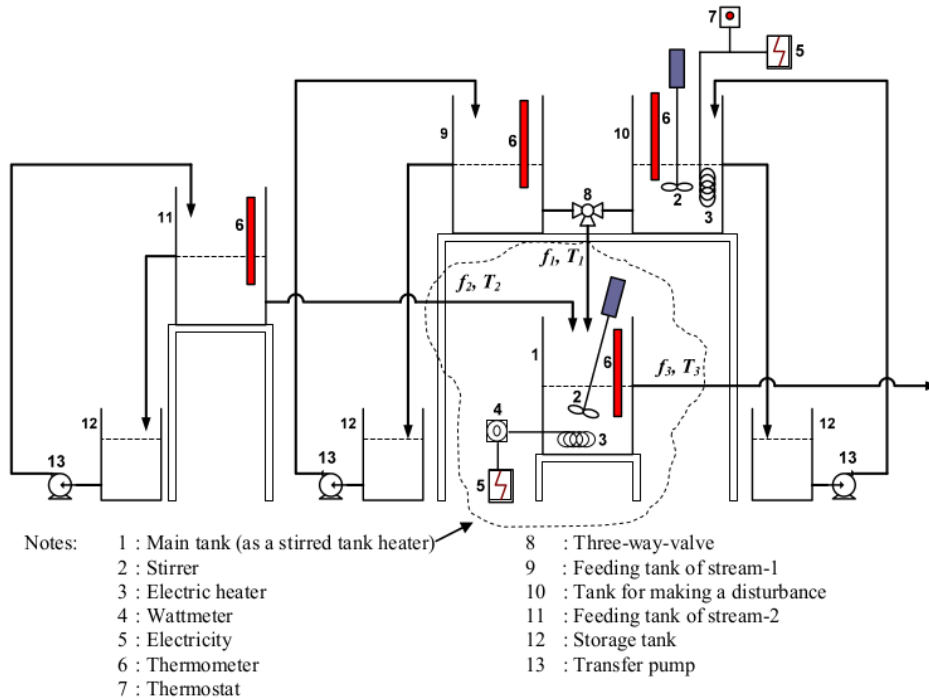 7
5
9
6
10
6
2
3
8
11
6
f1, T1
f2, T2
1
6
f3, T3
2
4
3
5
12
12
12
13
13
13
Notes:
1 : Main tank (as a stirred tank heater)
2 : Stirrer
3 : Electric heater
4 : Wattmeter
5 : Electricity
6 : Thermometer
7 : Thermostat
8 : Three-way-valve
9 : Feeding tank of stream-1
10 : Tank for making a disturbance
11 : Feeding tank of stream-2
12 : Storage tank
13 : Transfer pump